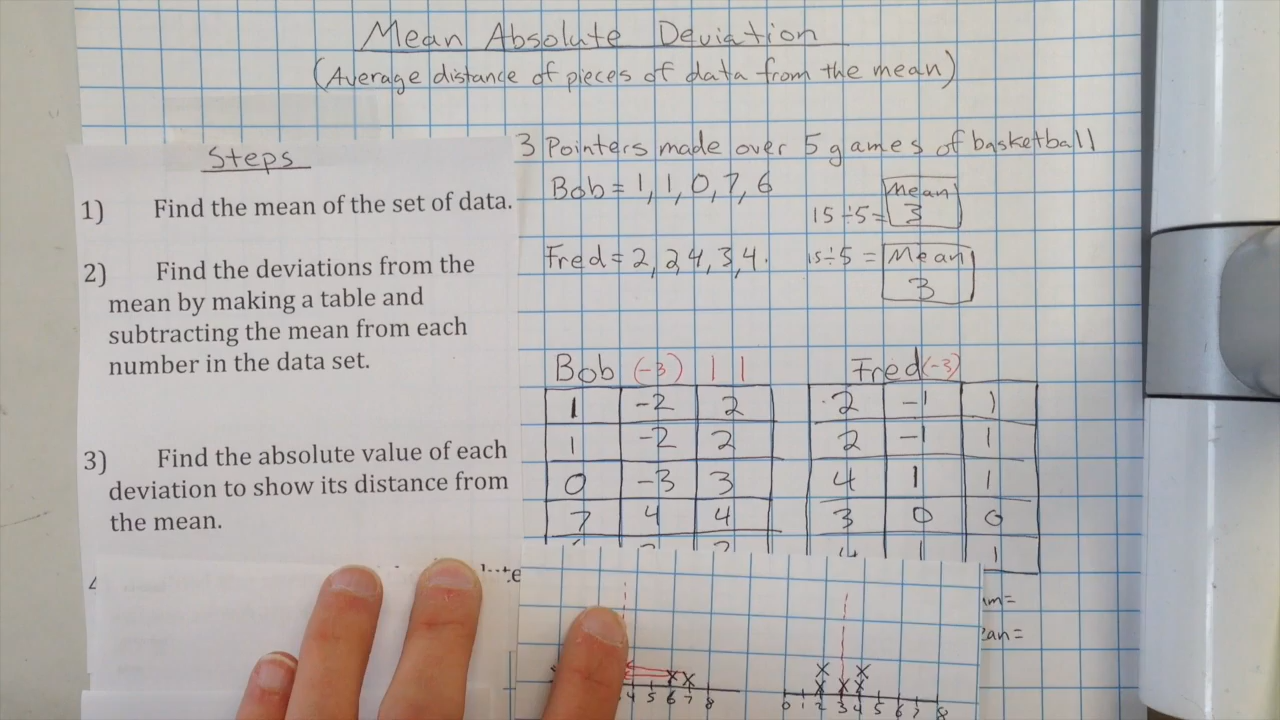 Mean Absolute Deviation
(Average distance of pieces of data from the mean)
Steps
1) Find the mean of the set of data.
2) Find the deviations from the
mean by making a table and
subtracting the mean from each
number in the data set.
3) Find the absolute value of each
deviation to show its distance from
the mean.
3 Pointers made over 5 games of basketball
Bob = 1, 1, 0, 7, 6
15 ÷ 5 = Mean 3
Fred = 2, 2, 4, 3, 4.
15 ÷ 5 = Mean 3
Bob (-3) | |
1 -2 2
1 -2 2
0 -3 3
7 4 4
Fred (-3)
2 -1 1
2 -1 1
4 1 1
3 0 0
1 1
4 5 6 7 8
0 1 2 3 4 5 6 7 8